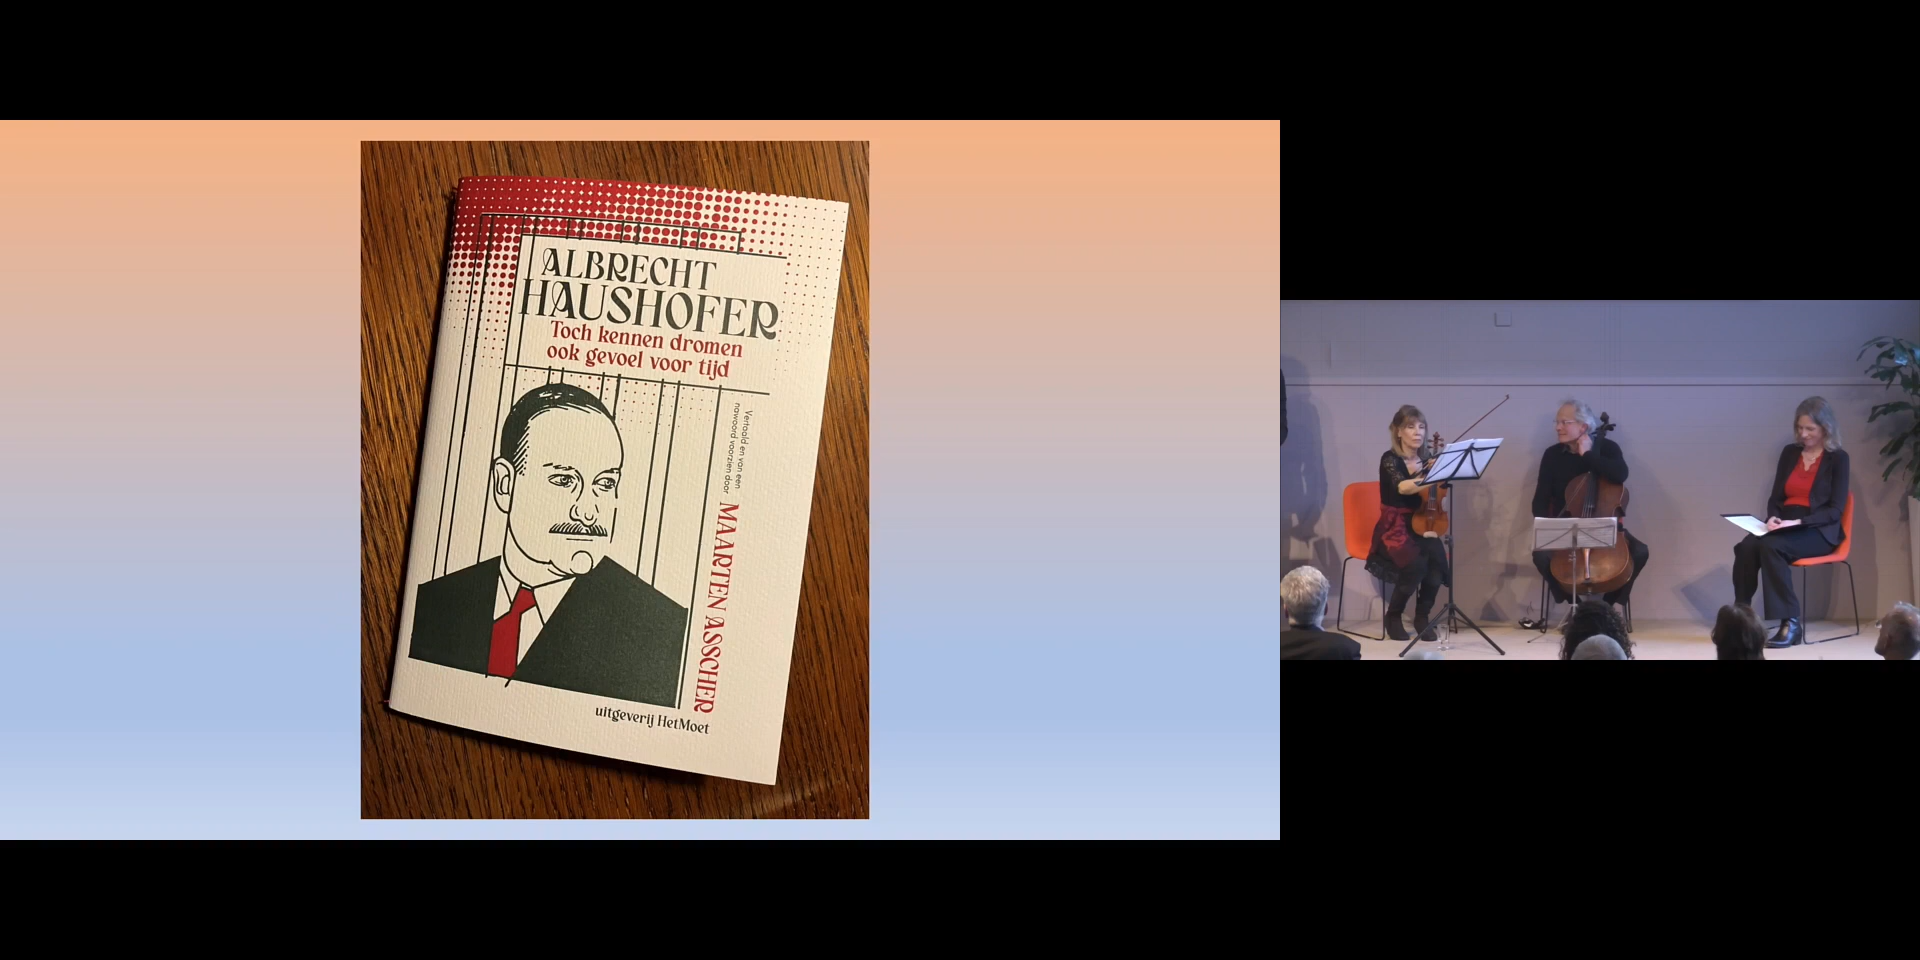 ALBRECHT
HAUSHOFER
Toch kennen dromen
ook gevoel voor tijd
Vertaald en van een
nawoord voorzien door
MAARTEN ASSCHER
uitgeverij HetMoet